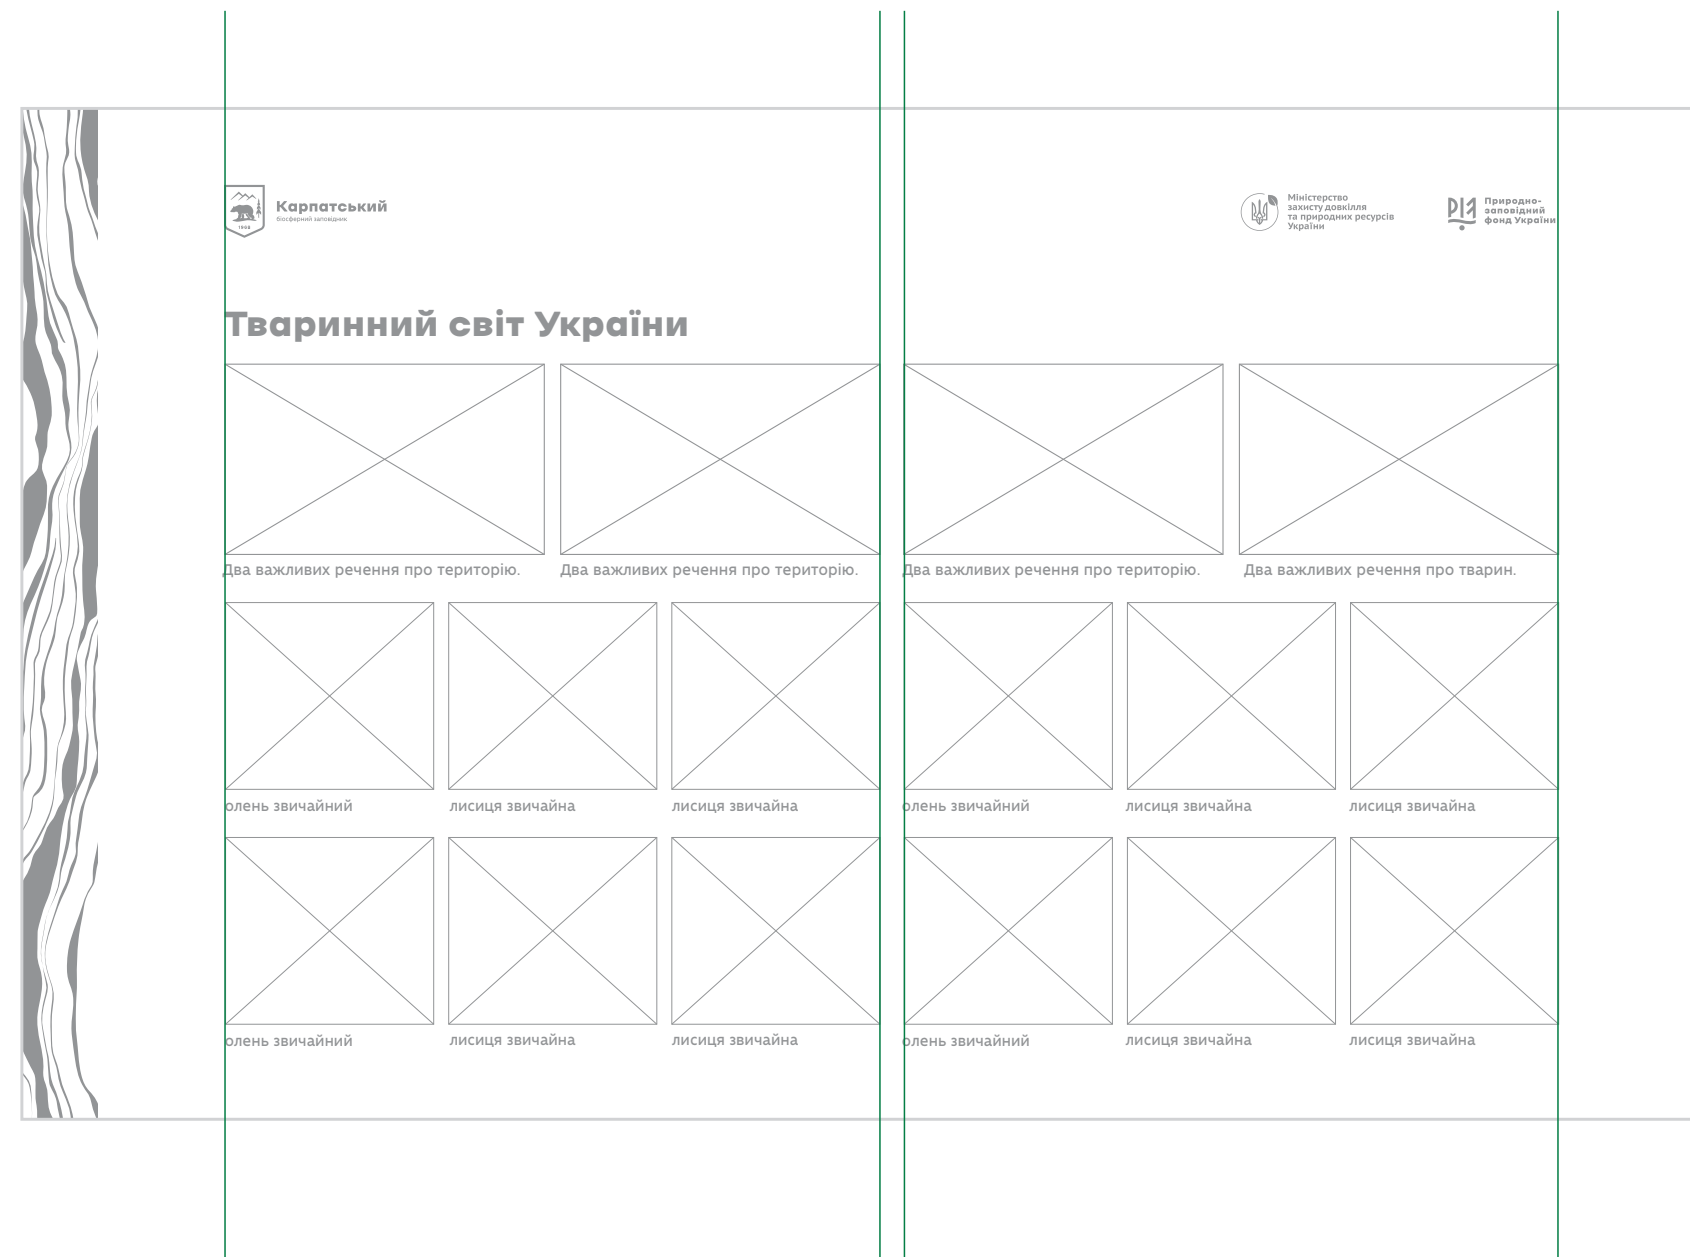 Карпатський
біосферний заповідник
1968
Міністерство
захисту довкілля
та природних ресурсів
України
Природно-
заповідний
фонд України
Тваринний світ України
Два важливих речення про територію.
Два важливих речення про територію.
Два важливих речення про територію.
Два важливих речення про тварин.
олень звичайний
лисиця звичайна
лисиця звичайна
олень звичайний
лисиця звичайна
лисиця звичайна
олень звичайний
лисиця звичайна
лисиця звичайна
олень звичайний
лисиця звичайна
лисиця звичайна